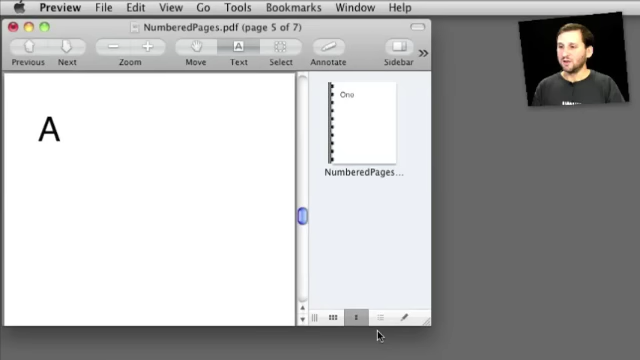 Preview File Edit View Go Tools Bookmarks Window Help
NumberedPages.pdf (page 5 of 7)
Previous Next Zoom Move Text Select Annotate Sidebar
A
A
One
NumberedPages...